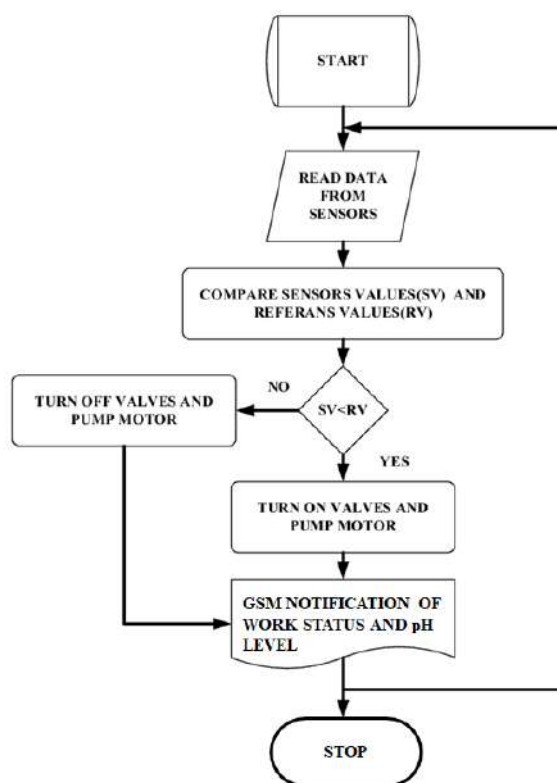 START
READ DATA
FROM
SENSORS
COMPARE SENSORS VALUES(SV) AND
REFERANS VALUES(RV)
NO
TURN OFF VALVES AND
PUMP MOTOR
SV<RV
YES
TURN ON VALVES AND
PUMP MOTOR
GSM NOTIFICATION OF
WORK STATUS AND pH
LEVEL
STOP